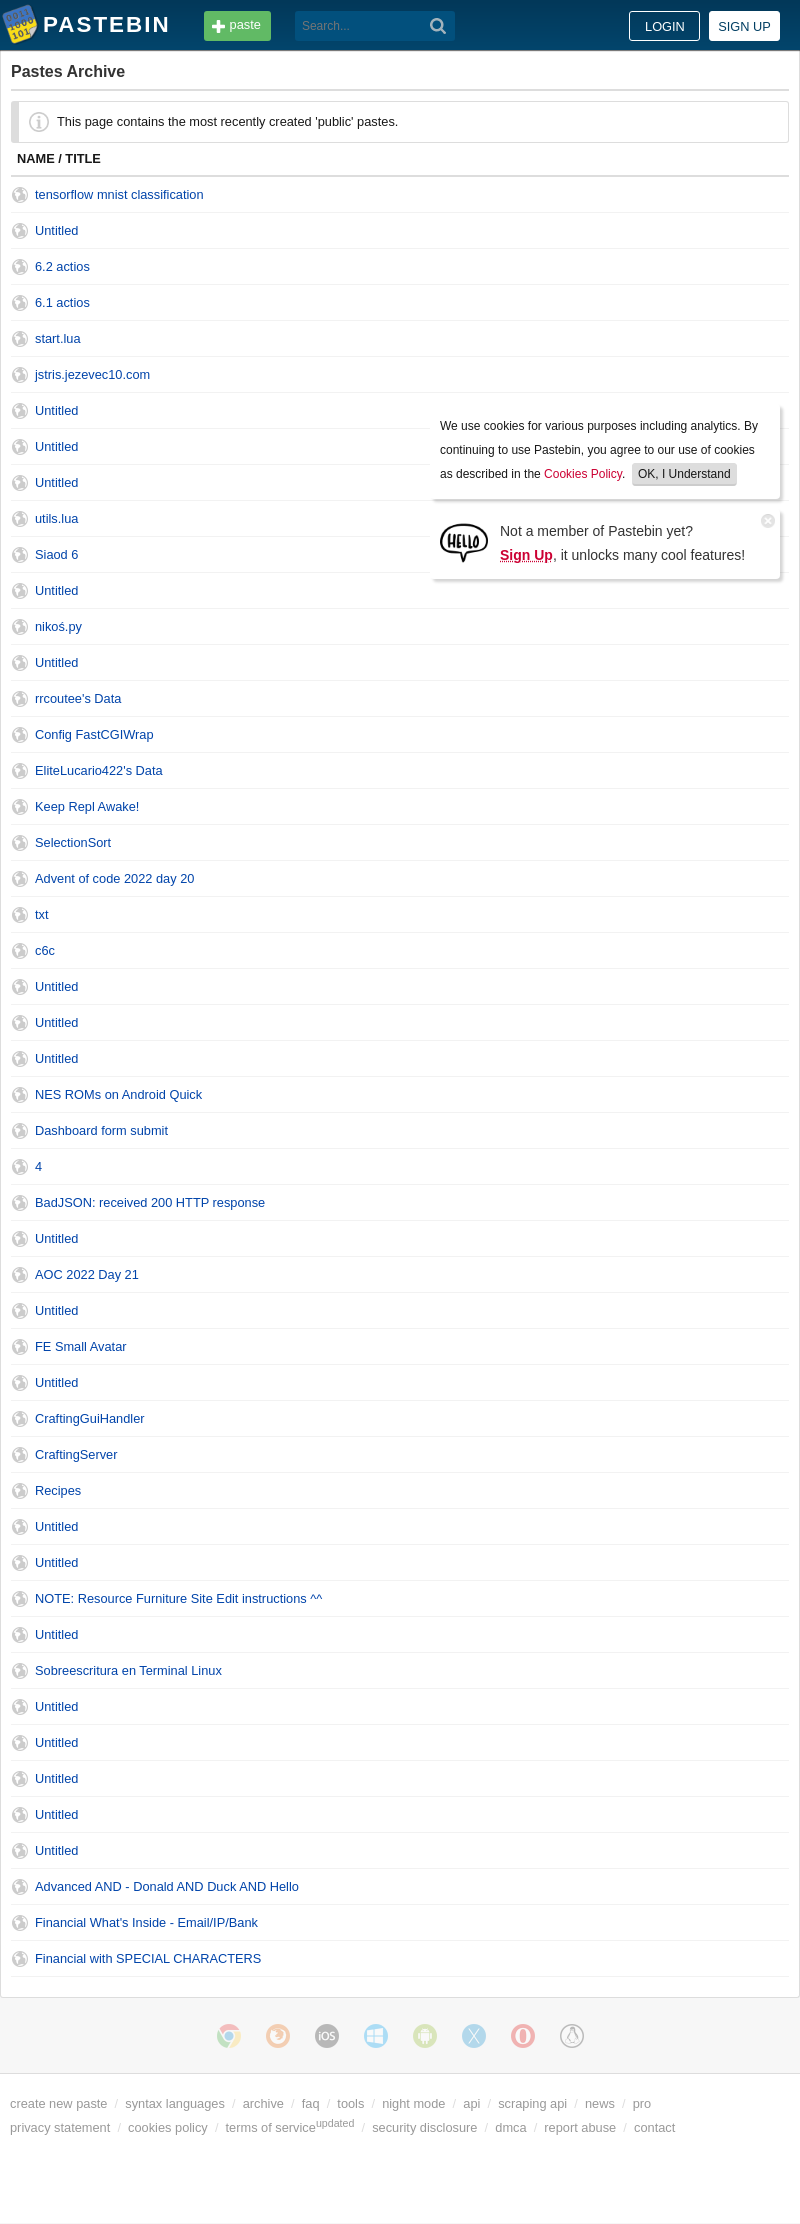 PASTEBIN
paste
Search...
LOGIN
SIGN UP
Pastes Archive
This page contains the most recently created 'public' pastes.
NAME / TITLE
tensorflow mnist classification
Untitled
6.2 actios
6.1 actios
start.lua
jstris.jezevec10.com
Untitled
Untitled
Untitled
utils.lua
Siaod 6
We use cookies for various purposes including analytics. By
continuing to use Pastebin, you agree to our use of cookies
as described in the Cookies Policy. OK, I Understand
HELLO
Not a member of Pastebin yet?
Sign Up, it unlocks many cool features!
Untitled
nikoś.py
Untitled
rrcoutee's Data
Config FastCGIWrap
EliteLucario422's Data
Keep Repl Awake!
SelectionSort
Advent of code 2022 day 20
txt
c6c
Untitled
Untitled
Untitled
NES ROMs on Android Quick
Dashboard form submit
4
BadJSON: received 200 HTTP response
Untitled
AOC 2022 Day 21
Untitled
FE Small Avatar
Untitled
CraftingGuiHandler
CraftingServer
Recipes
Untitled
Untitled
NOTE: Resource Furniture Site Edit instructions ^^
Untitled
Sobreescritura en Terminal Linux
Untitled
Untitled
Untitled
Untitled
Untitled
Advanced AND - Donald AND Duck AND Hello
Financial What's Inside - Email/IP/Bank
Financial with SPECIAL CHARACTERS
iOS
create new paste / syntax languages / archive / faq / tools / night mode / api / scraping api / news / pro
privacy statement / cookies policy / terms of service updated / security disclosure / dmca / report abuse / contact